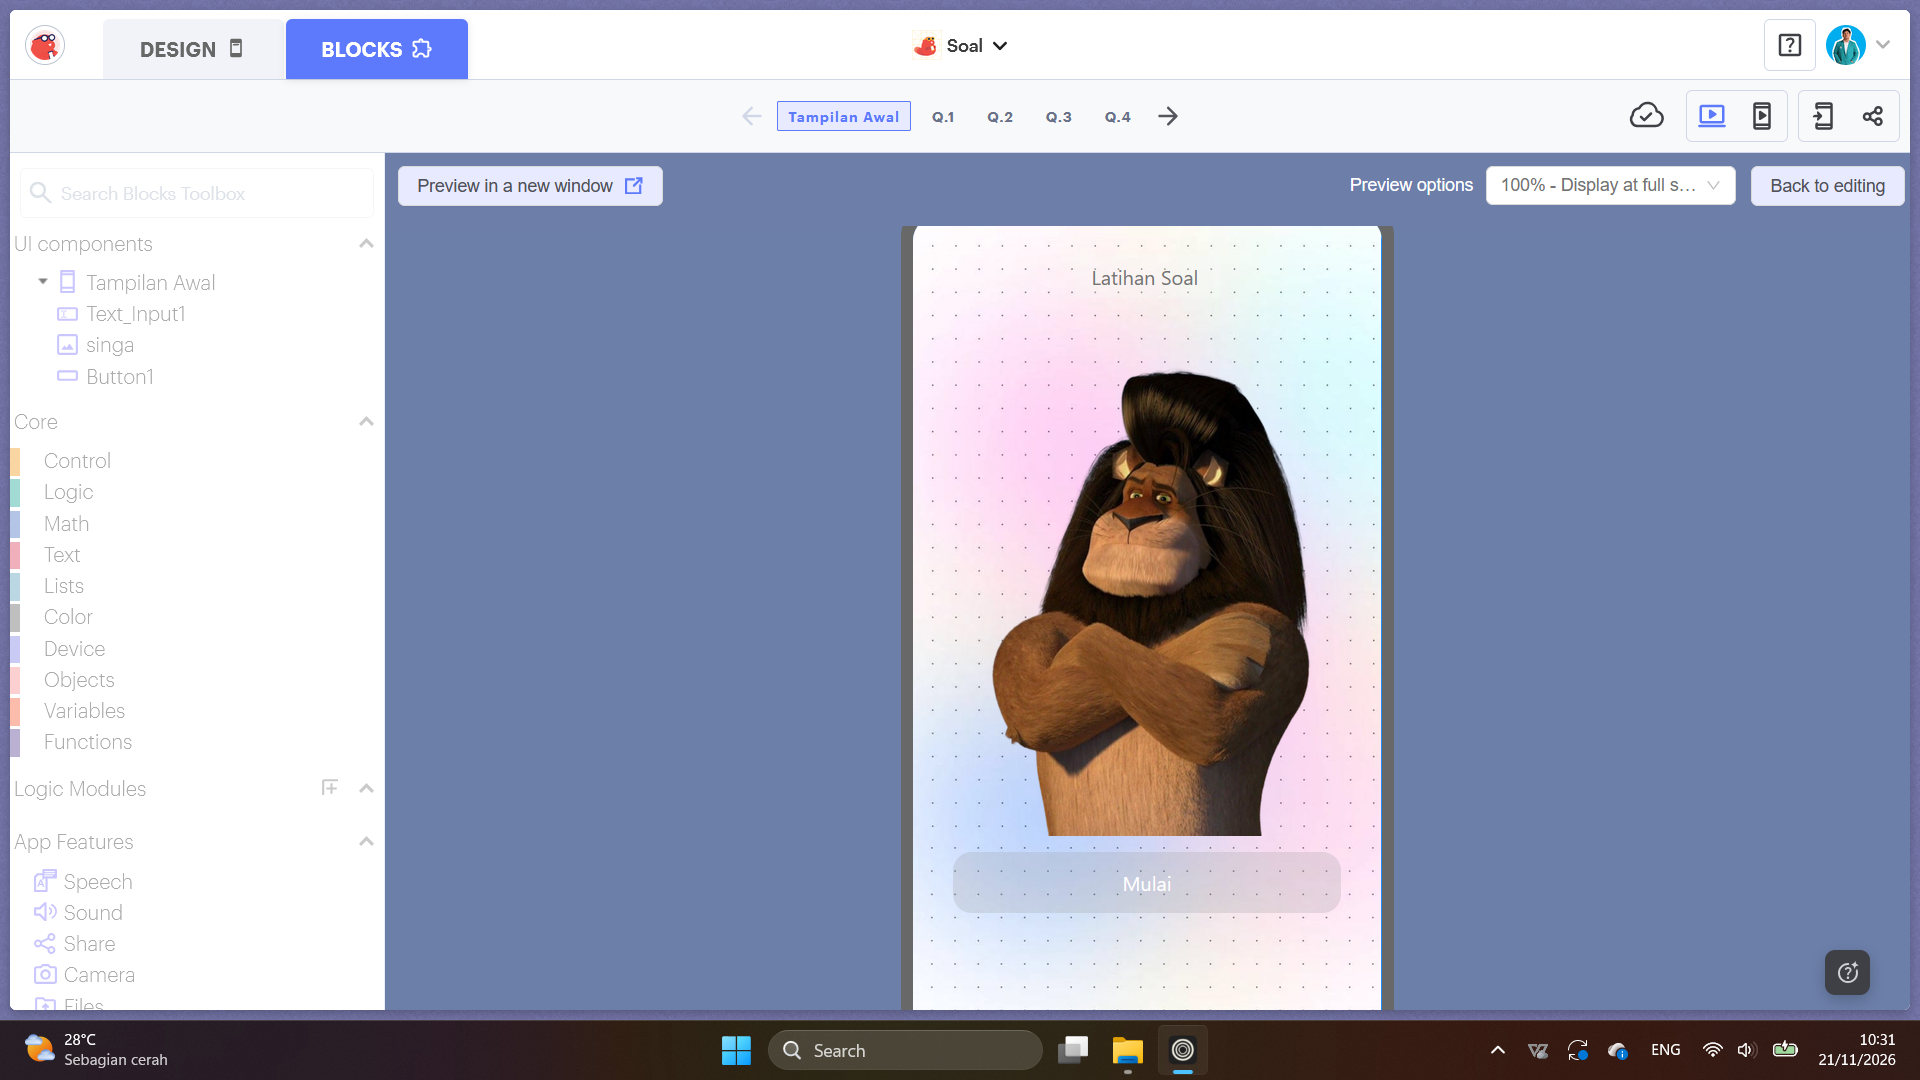 DESIGN
BLOCKS
Soal
Tampilan Awal
Q.1
Q.2
Q.3
Q.4
Search Blocks Toolbox
Preview in a new window
Preview options
100% - Display at full s...
Back to editing
UI components
Tampilan Awal
Text_Input1
singa
Button1
Core
Control
Logic
Math
Text
Lists
Color
Device
Objects
Variables
Functions
Logic Modules
App Features
Speech
Sound
Share
Camera
Files
Latihan Soal
Mulai
28°C
Sebagian cerah
Search
ENG
10:31
21/11/2026